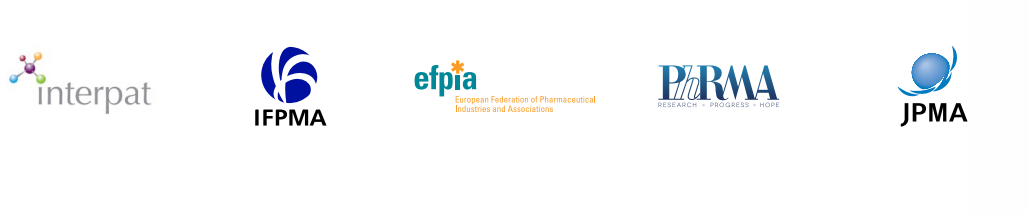 interpat
IFPMA
efpia
European Federation of Pharmaceutical
Industries and Associations
PhRMA
RESEARCH • PROGRESS • HOPE
JPMA